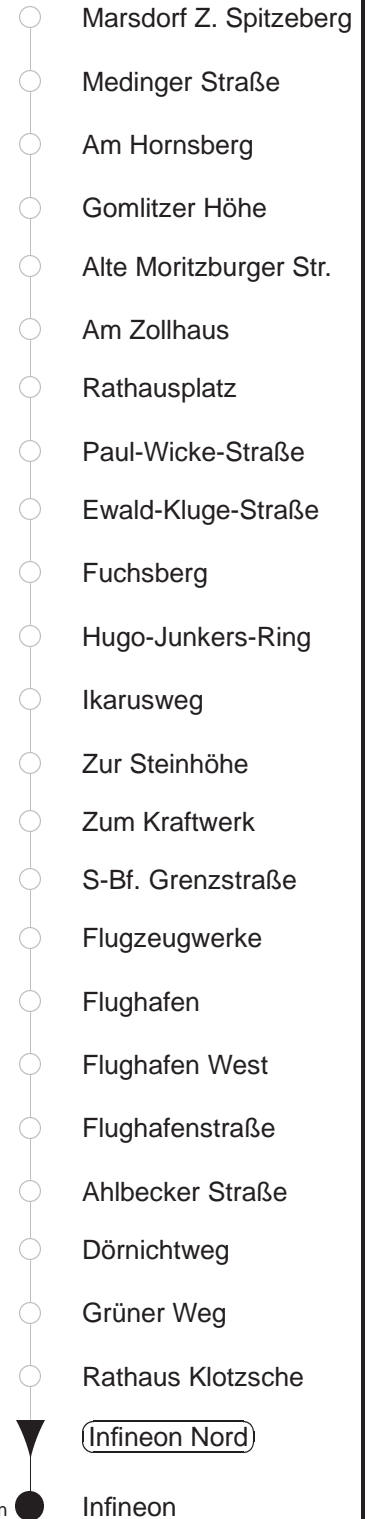 Marsdorf Z. Spitzeberg
Medinger Straße
Am Hornsberg
Gomlitzer Höhe
Alte Moritzburger Str.
Am Zollhaus
Rathausplatz
Paul-Wicke-Straße
Ewald-Kluge-Straße
Fuchsberg
Hugo-Junkers-Ring
Ikarusweg
Zur Steinhöhe
Zum Kraftwerk
S-Bf. Grenzstraße
Flugzeugwerke
Flughafen
Flughafen West
Flughafenstraße
Ahlbecker Straße
Dörnichtweg
Grüner Weg
Rathaus Klotzsche
Infineon Nord
Infineon